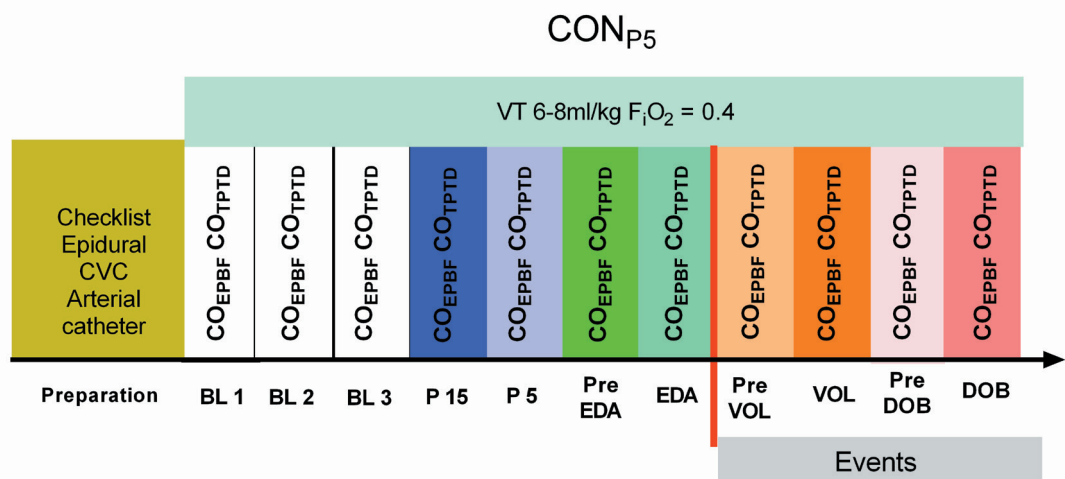 CONP5
VT 6-8ml/kg FiO2 = 0.4
Checklist
Epidural
CVC
Arterial
catheter
COEPBF COTPTD
COEPBF COTPTD
COEPBF COTPTD
COEPBF COTPTD
COEPBF COTPTD
COEPBF COTPTD
COEPBF COTPTD
COEPBF COTPTD
COEPBF COTPTD
COEPBF COTPTD
COEPBF COTPTD
Preparation
BL 1
BL 2
BL 3
P 15
P 5
Pre
EDA
EDA
Pre
VOL
VOL
Pre
DOB
DOB
Events